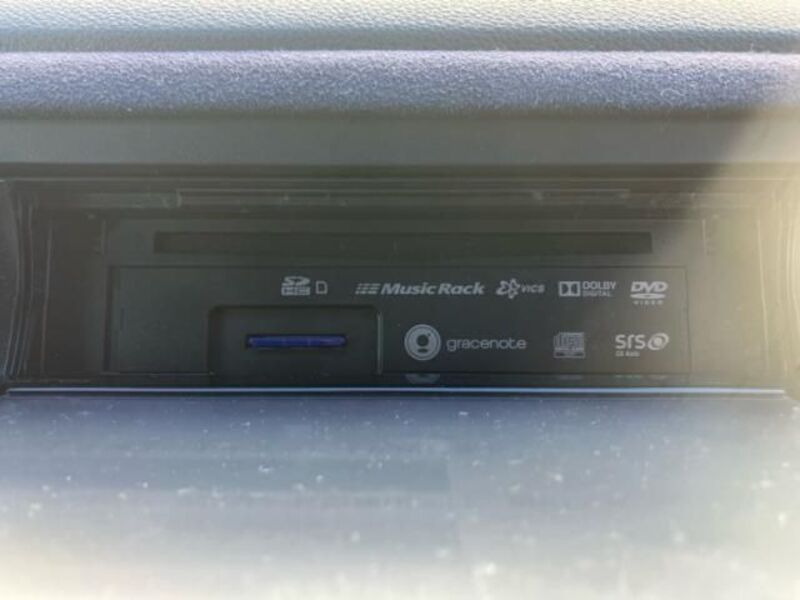 SD HC
Music Rack
VICS
DOLBY
DIGITAL
DVD
VIDEO
gracenote
SRS